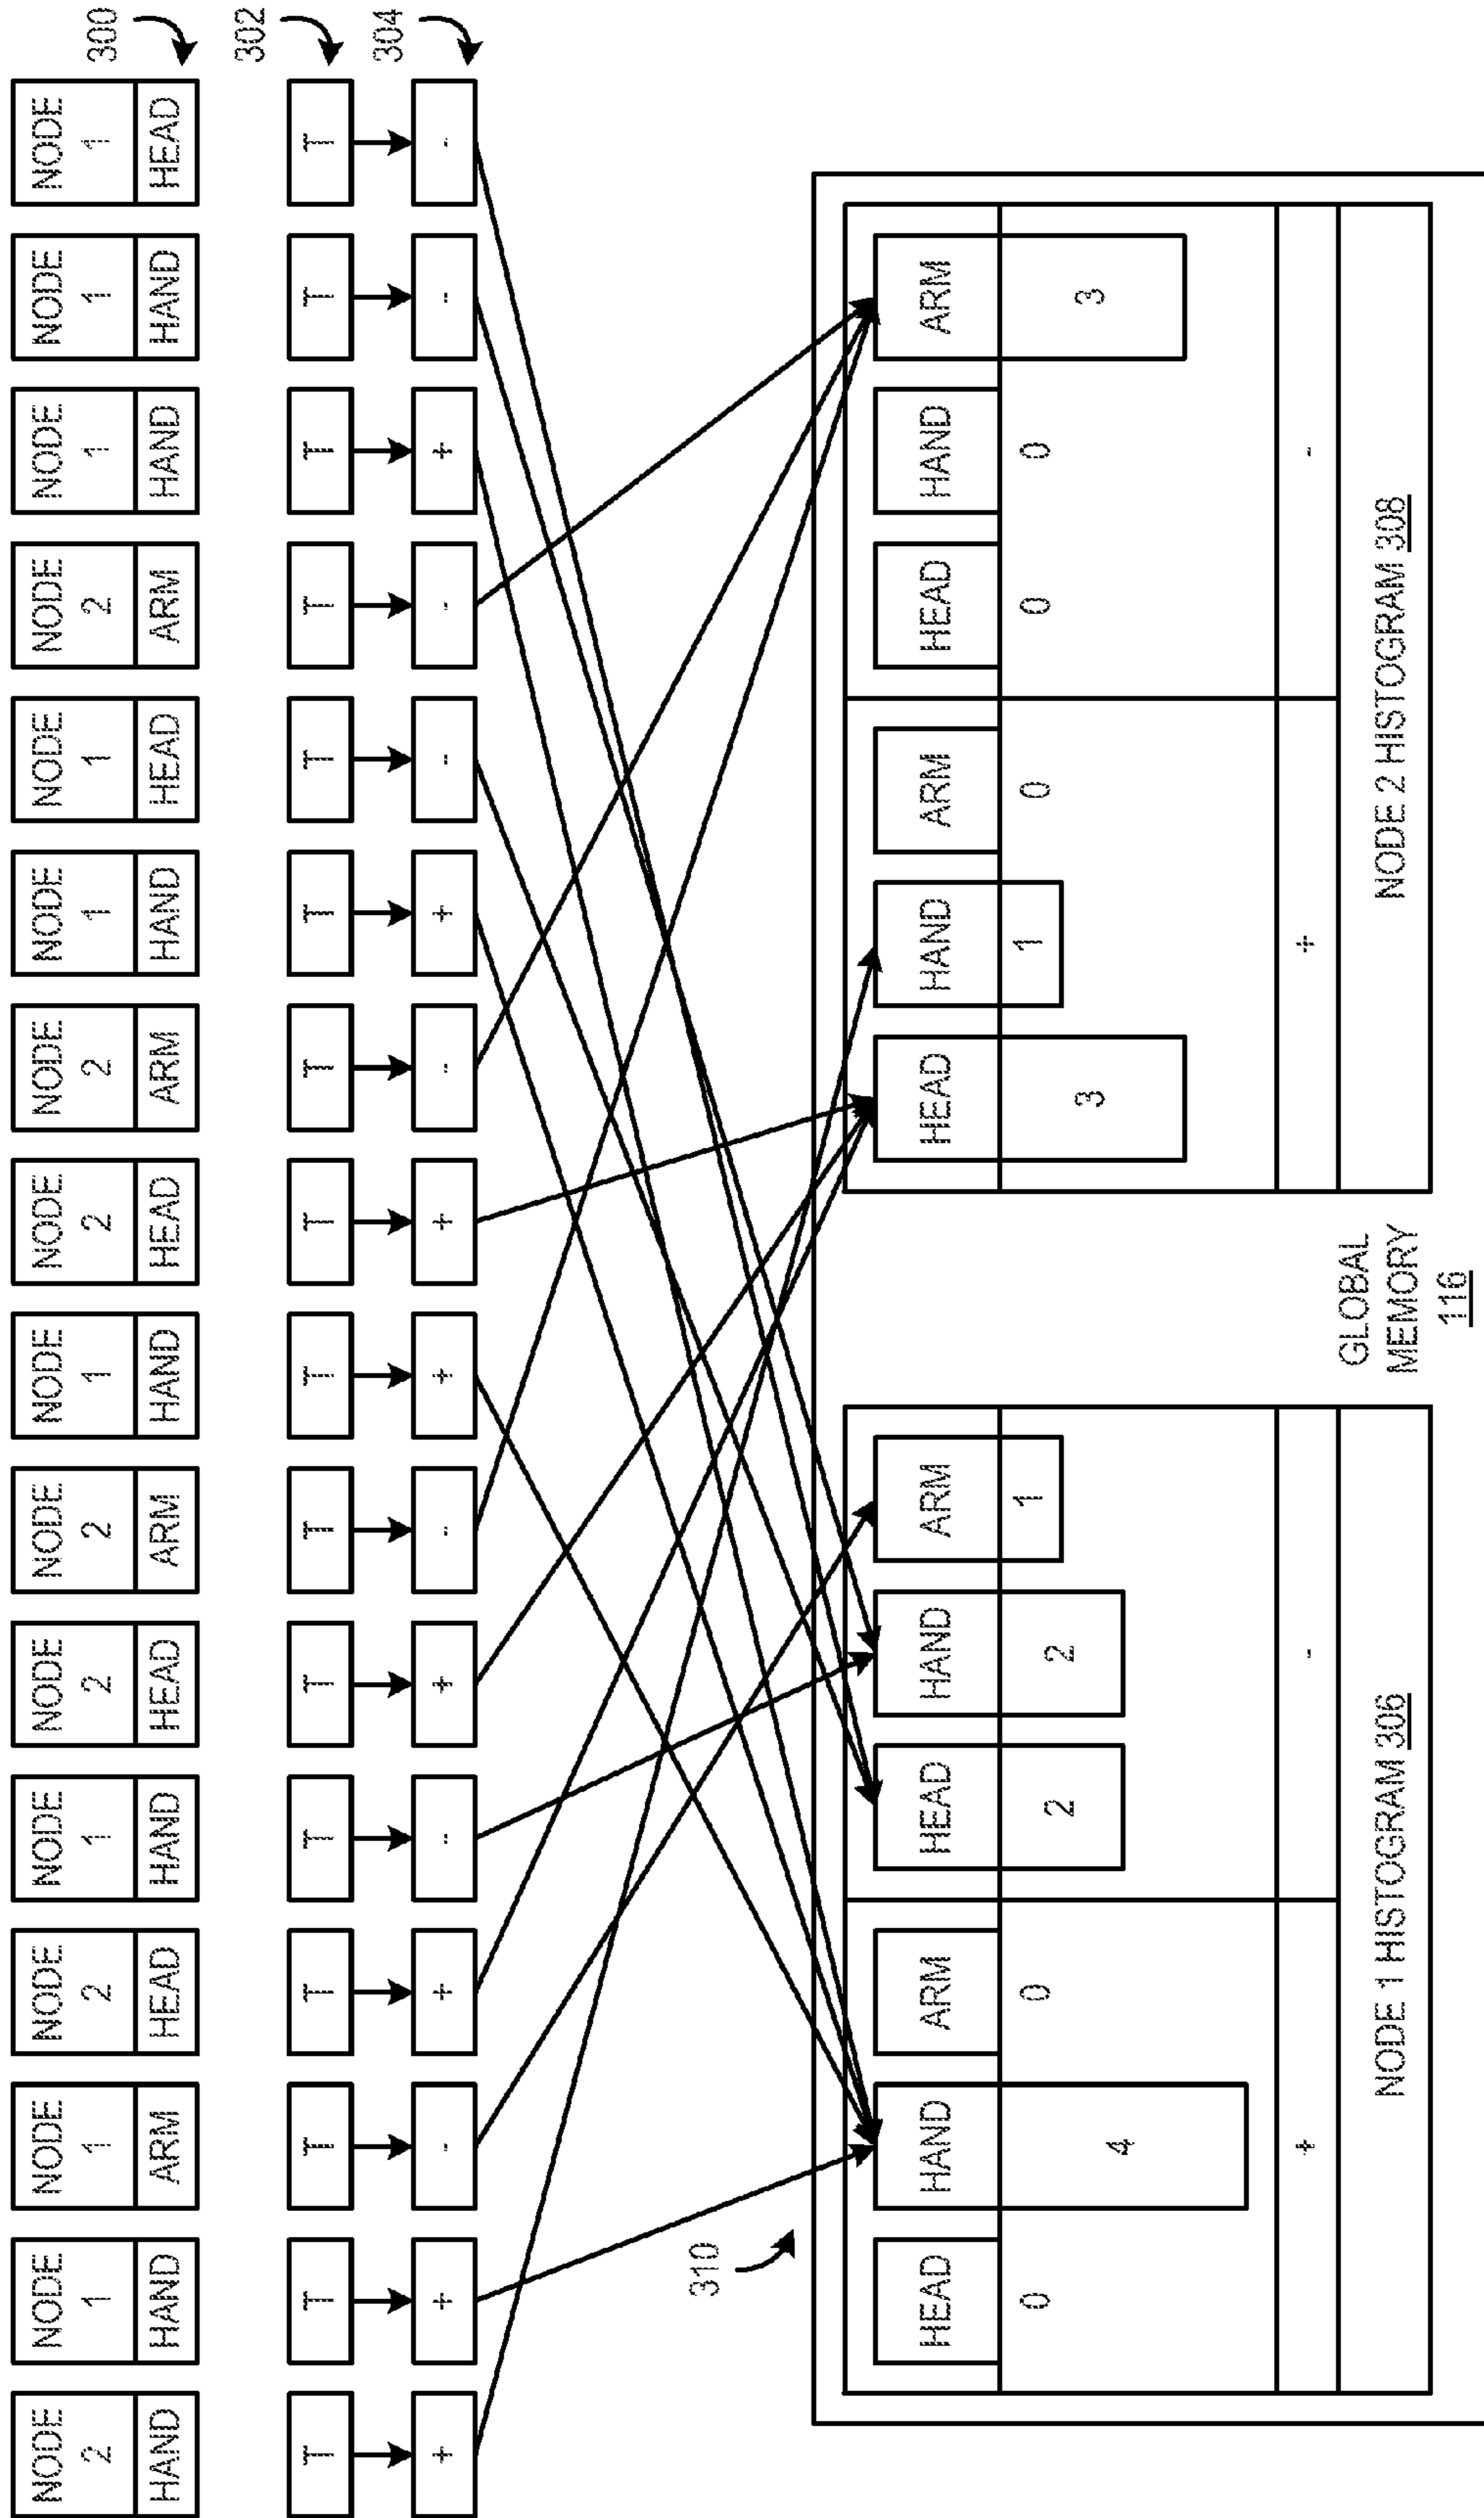 NODE NODE NODE NODE NODE NODE NODE NODE NODE NODE NODE NODE NODE NODE NODE NODE
2 1 1 2 1 2 2 1 2 2 1 1 2 1 1 1
HAND HAND ARM HEAD HAND HEAD ARM HAND HEAD ARM HAND HEAD ARM HAND HAND HEAD
300
T T T T T T T T T T T T T T T T
302
+ + - + - + - + + - + - - + - -
304
310
HEAD HAND ARM HEAD HAND ARM
0 4 0 2 2 1
+ -
NODE 1 HISTOGRAM 306
HEAD HAND ARM HEAD HAND ARM
3 1 0 0 0 3
+ -
NODE 2 HISTOGRAM 308
GLOBAL
MEMORY
116